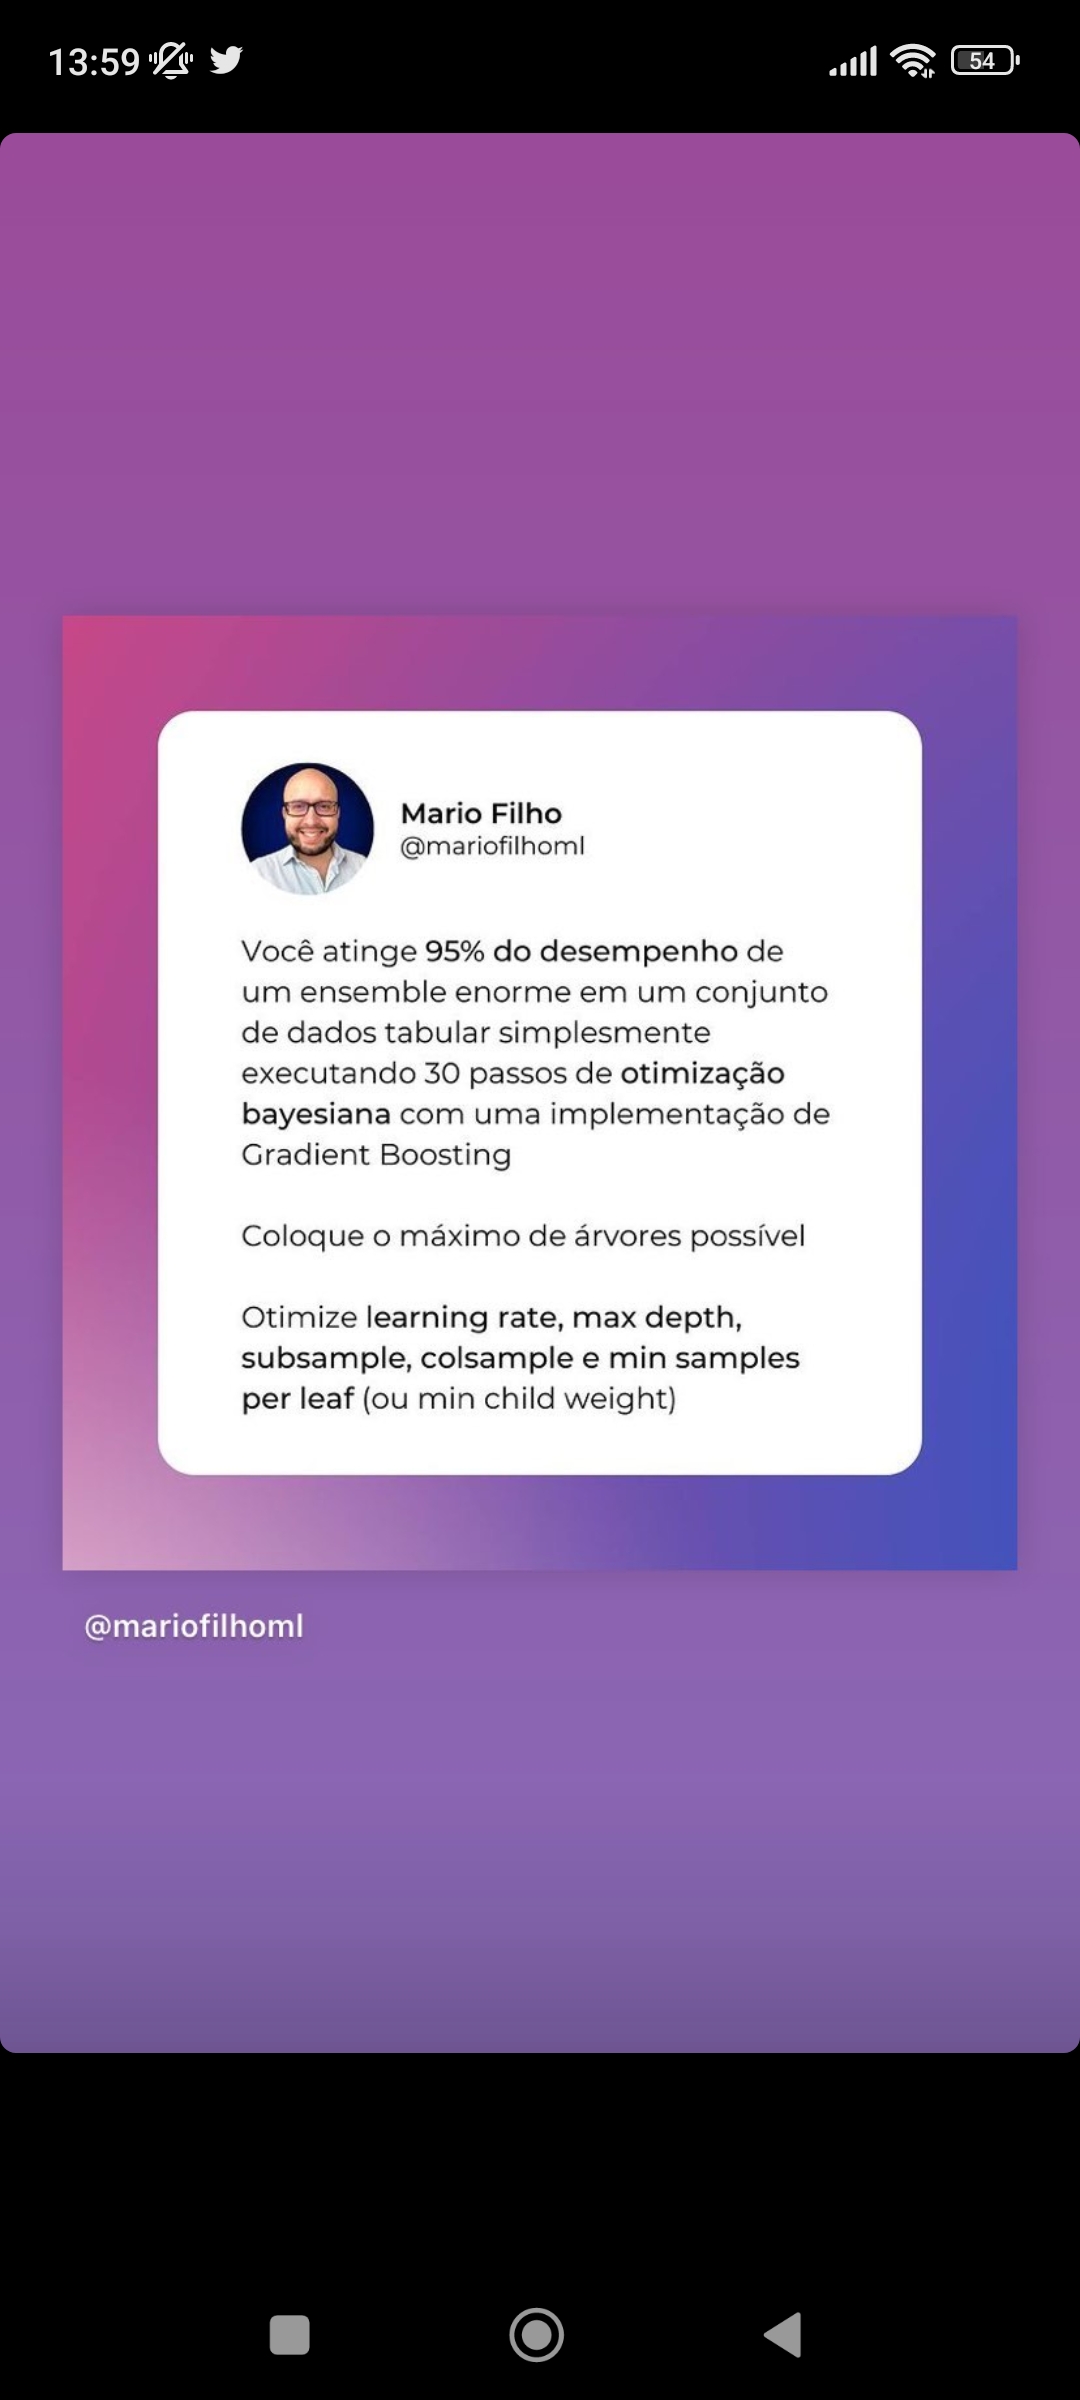 13:59
54
Mario Filho
@mariofilhoml
Você atinge 95% do desempenho de
um ensemble enorme em um conjunto
de dados tabular simplesmente
executando 30 passos de otimização
bayesiana com uma implementação de
Gradient Boosting
Coloque o máximo de árvores possível
Otimize learning rate, max depth,
subsample, colsample e min samples
per leaf (ou min child weight)
@mariofilhoml